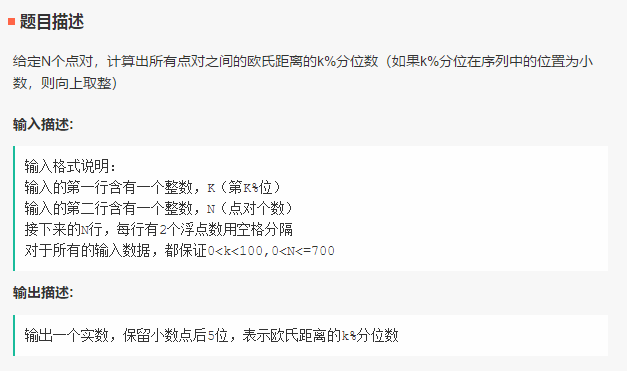 题目描述
给定N个点对，计算出所有点对之间的欧氏距离的k%分位数（如果k%分位在序列中的位置为小
数，则向上取整）
输入描述:
输入格式说明：
输入的第一行含有一个整数，K（第K%位）
输入的第二行含有一个整数，N（点对个数）
接下来的N行，每行有2个浮点数用空格分隔
对于所有的输入数据，都保证0<k<100,0<N<=700
输出描述:
输出一个实数，保留小数点后5位，表示欧氏距离的k%分位数